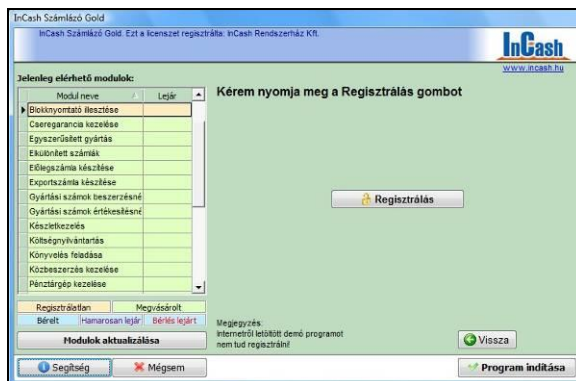 InCash Számlázó Gold
InCash Számlázó Gold. Ezt a licenszet regisztrálta: InCash Rendszerház Kft.
InCash
www.incash.hu
Jelenleg elérhető modulok:
Modul neve Lejár
Blokknyomtató illesztése
Cseregarancia kezelése
Egyszerűsített gyártás
Elkülönített számlák
Előlegszámla készítése
Exportszámla készítése
Gyártási számok beszerzésné
Gyártási számok értékesítésné
Készletkezelés
Költségnyilvántartás
Könyvelés feladása
Közbeszerzés kezelése
Pénztárgép kezelése
Regisztrálatlan Megvásárolt
Bérelt Hamarosan lejár Bérlés lejárt
Modulok aktualizálása
Kérem nyomja meg a Regisztrálás gombot
Regisztrálás
Megjegyzés:
Internetről letöltött demó programot
nem tud regisztrálni!
Vissza
Segítség Mégsem Program indítása